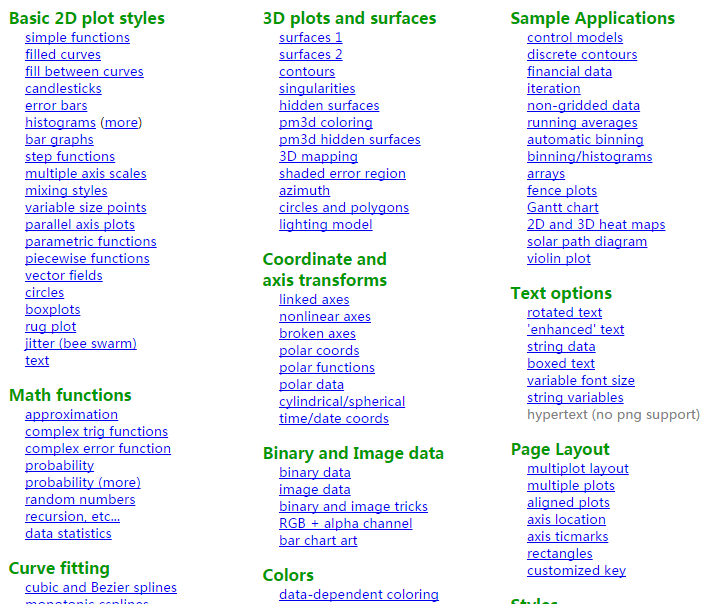 Basic 2D plot styles
simple functions
filled curves
fill between curves
candlesticks
error bars
histograms (more)
bar graphs
step functions
multiple axis scales
mixing styles
variable size points
parallel axis plots
parametric functions
piecewise functions
vector fields
circles
boxplots
rug plot
jitter (bee swarm)
text
Math functions
approximation
complex trig functions
complex error function
probability
probability (more)
random numbers
recursion, etc...
data statistics
Curve fitting
cubic and Bezier splines
3D plots and surfaces
surfaces 1
surfaces 2
contours
singularities
hidden surfaces
pm3d coloring
pm3d hidden surfaces
3D mapping
shaded error region
azimuth
circles and polygons
lighting model
Coordinate and
axis transforms
linked axes
nonlinear axes
broken axes
polar coords
polar functions
polar data
cylindrical/spherical
time/date coords
Binary and Image data
binary data
image data
binary and image tricks
RGB + alpha channel
bar chart art
Colors
data-dependent coloring
Sample Applications
control models
discrete contours
financial data
iteration
non-gridded data
running averages
automatic binning
binning/histograms
arrays
fence plots
Gantt chart
2D and 3D heat maps
solar path diagram
violin plot
Text options
rotated text
'enhanced' text
string data
boxed text
variable font size
string variables
hypertext (no png support)
Page Layout
multiplot layout
multiple plots
aligned plots
axis location
axis ticmarks
rectangles
customized key